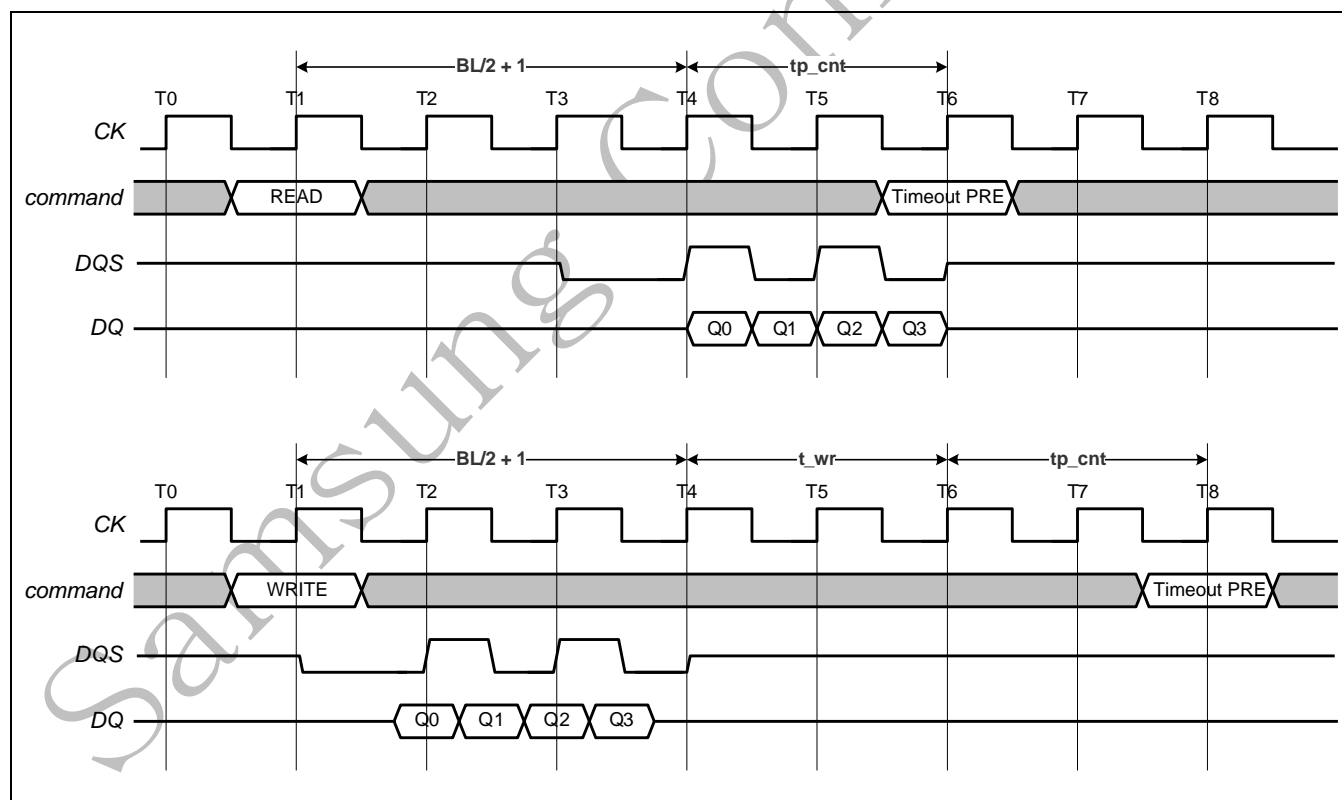 BL/2 + 1 tp_cnt
T0 T1 T2 T3 T4 T5 T6 T7 T8
CK
command READ Timeout PRE
DQS
DQ Q0 Q1 Q2 Q3
BL/2 + 1 t_wr tp_cnt
T0 T1 T2 T3 T4 T5 T6 T7 T8
CK
command WRITE Timeout PRE
DQS
DQ Q0 Q1 Q2 Q3
Samsung